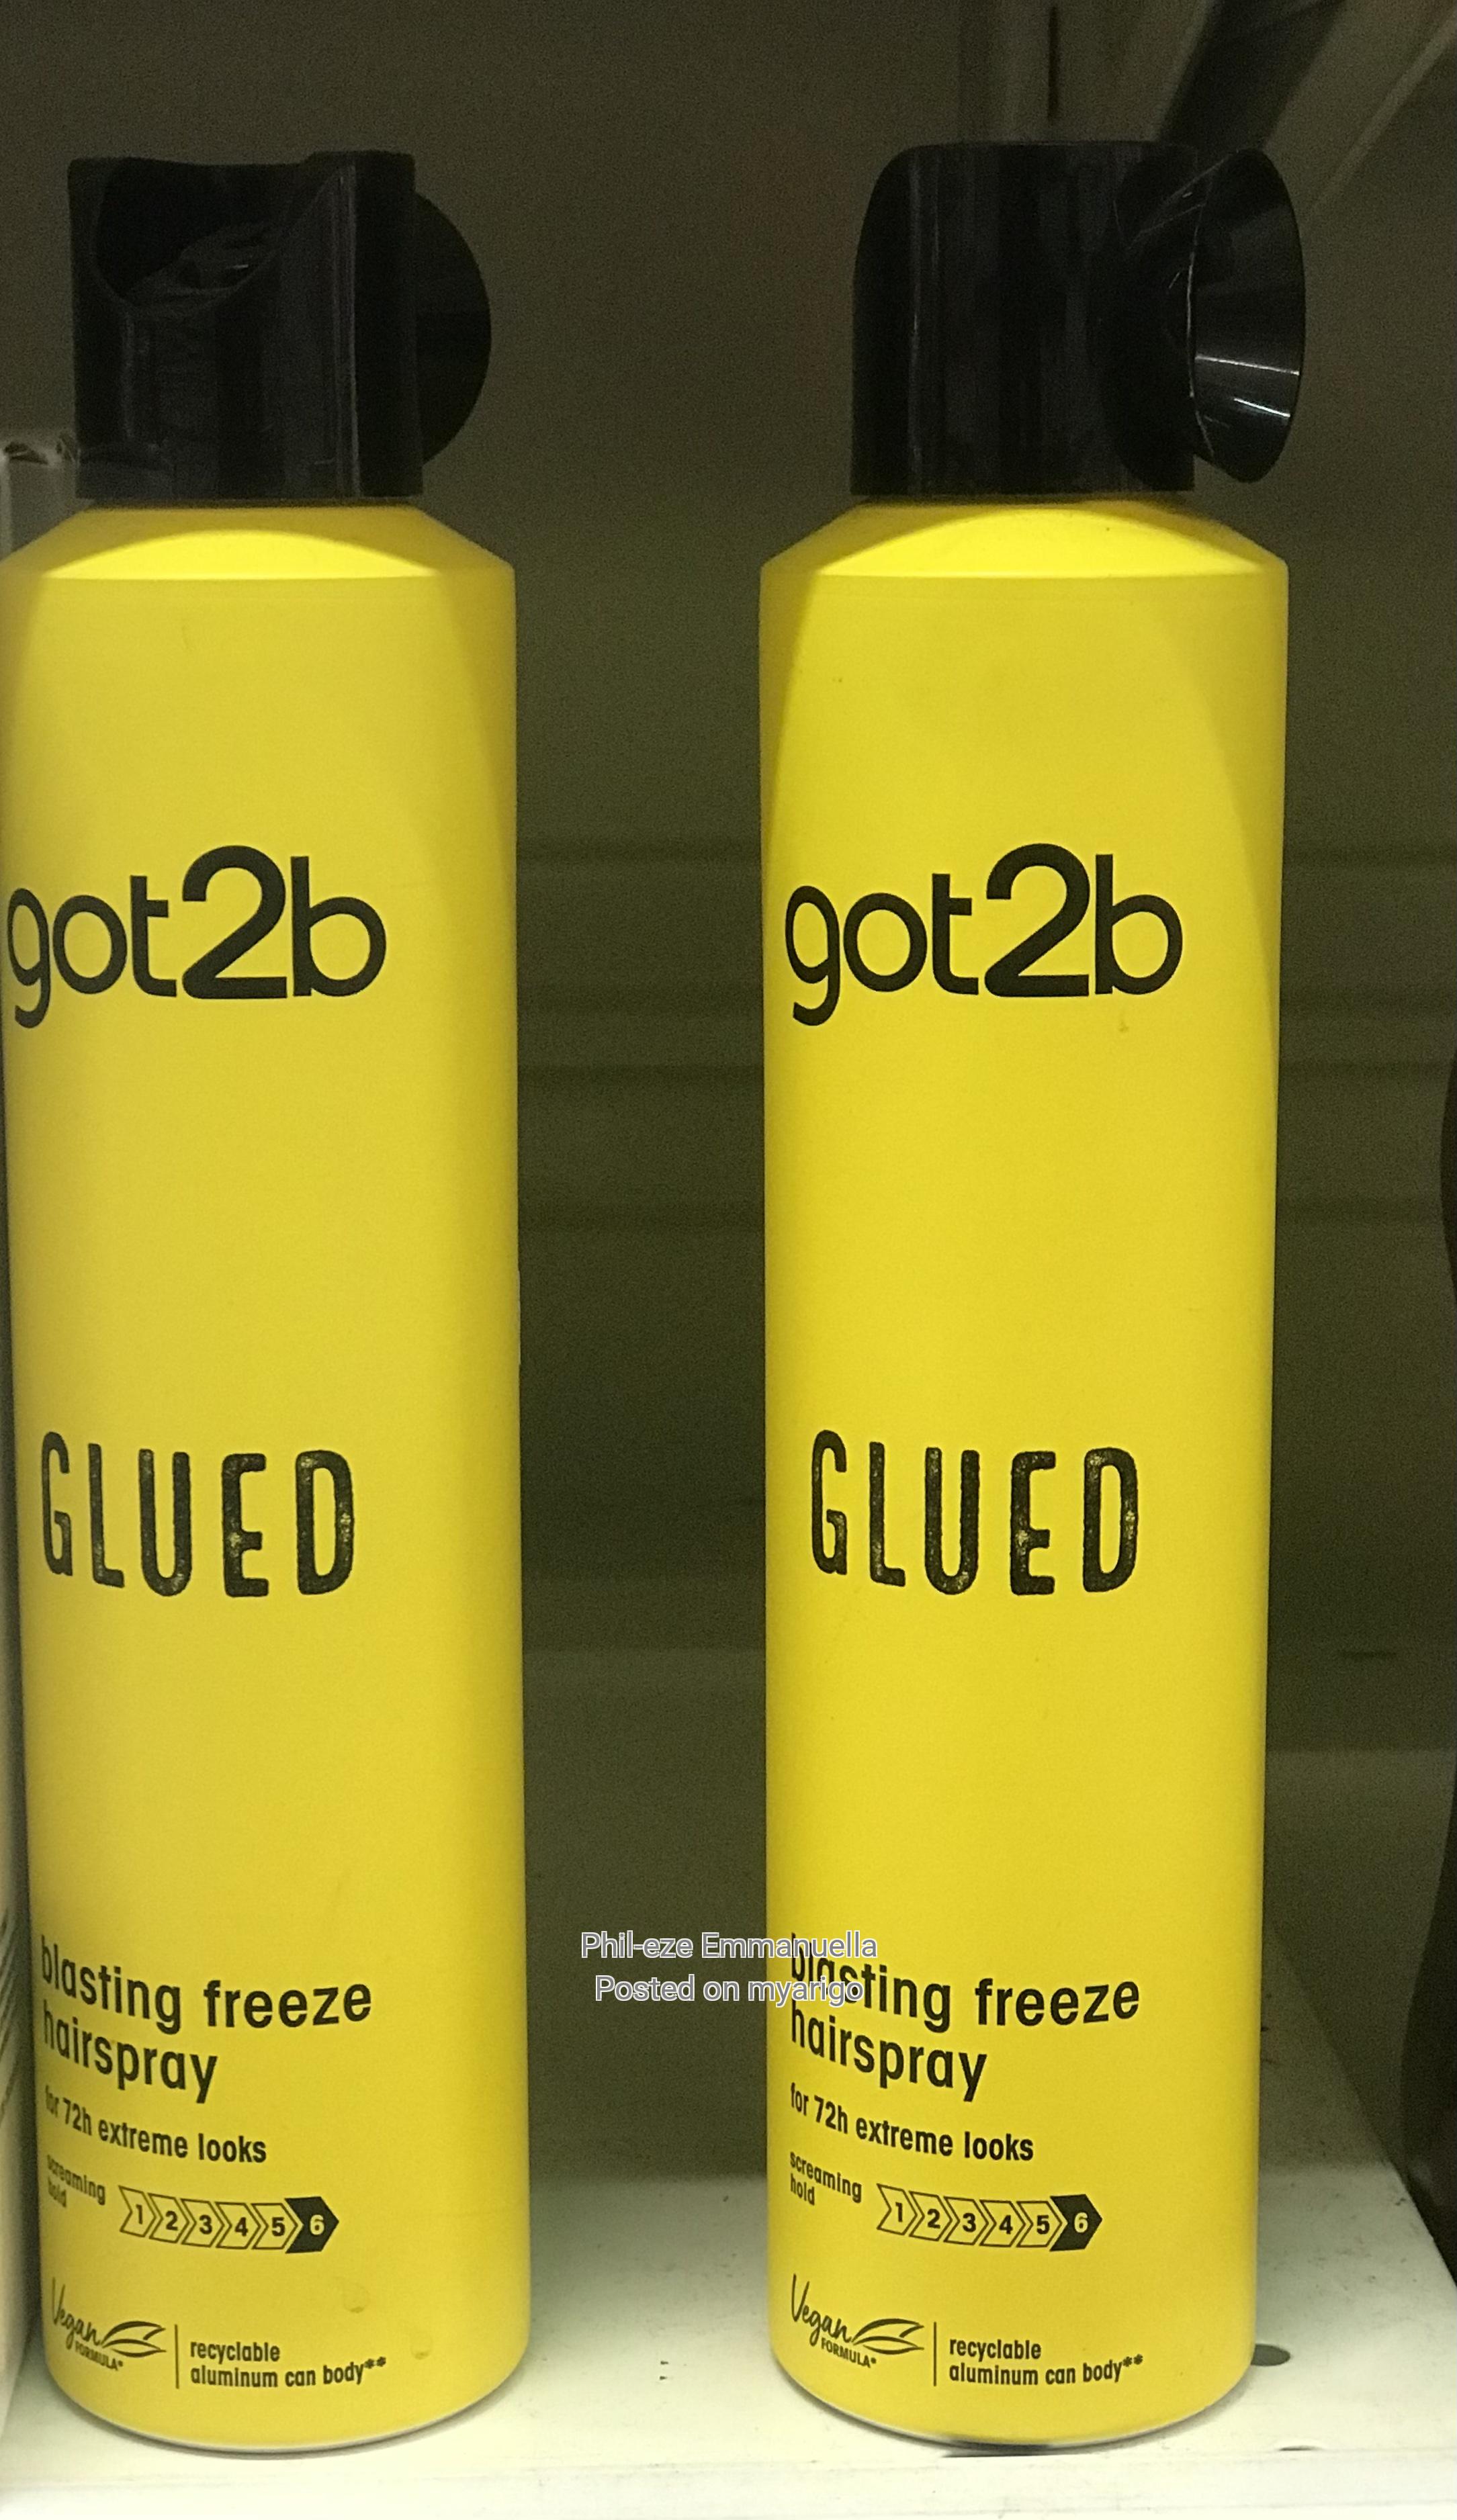 got2b
GLUED
blasting freeze
hairspray
for 72h extreme looks
screaming
hold
1 2 3 4 5 6
Vegan
FORMULA*
recyclable
aluminum can body**
got2b
GLUED
blasting freeze
hairspray
for 72h extreme looks
screaming
hold
1 2 3 4 5 6
Vegan
FORMULA*
recyclable
aluminum can body**
Phil-eze Emmanuella
Posted on myarigo